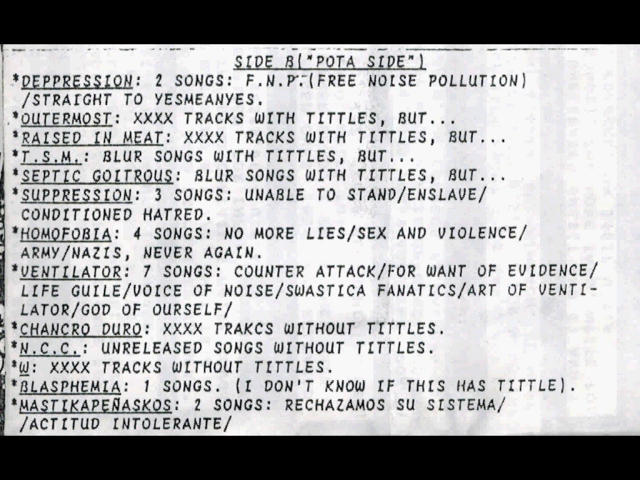 SIDE B("POTA SIDE")
*DEPPRESSION: 2 SONGS: F.N.P.(FREE NOISE POLLUTION)
/STRAIGHT TO YESMEANYES.
*OUTERMOST: XXXX TRACKS WITH TITTLES, BUT...
*RAISED IN MEAT: XXXX TRACKS WITH TITTLES, BUT...
*T.S.M.: BLUR SONGS WITH TITTLES, BUT...
*SEPTIC GOITROUS: BLUR SONGS WITH TITTLES, BUT...
*SUPPRESSION: 3 SONGS: UNABLE TO STAND/ENSLAVE/
CONDITIONED HATRED.
*HOMOFOBIA: 4 SONGS: NO MORE LIES/SEX AND VIOLENCE/
ARMY/NAZIS, NEVER AGAIN.
*VENTILATOR: 7 SONGS: COUNTER ATTACK/FOR WANT OF EVIDENCE/
LIFE GUILE/VOICE OF NOISE/SWASTICA FANATICS/ART OF VENTI-
LATOR/GOD OF OURSELF/
*CHANCRO DURO: XXXX TRAKCS WITHOUT TITTLES.
*N.C.C.: UNRELEASED SONGS WITHOUT TITTLES.
*W: XXXX TRACKS WITHOUT TITTLES.
*BLASPHEMIA: 1 SONGS. (I DON'T KNOW IF THIS HAS TITTLE).
*MASTIKAPEÑASKOS: 2 SONGS: RECHAZAMOS SU SISTEMA/
/ACTITUD INTOLERANTE/